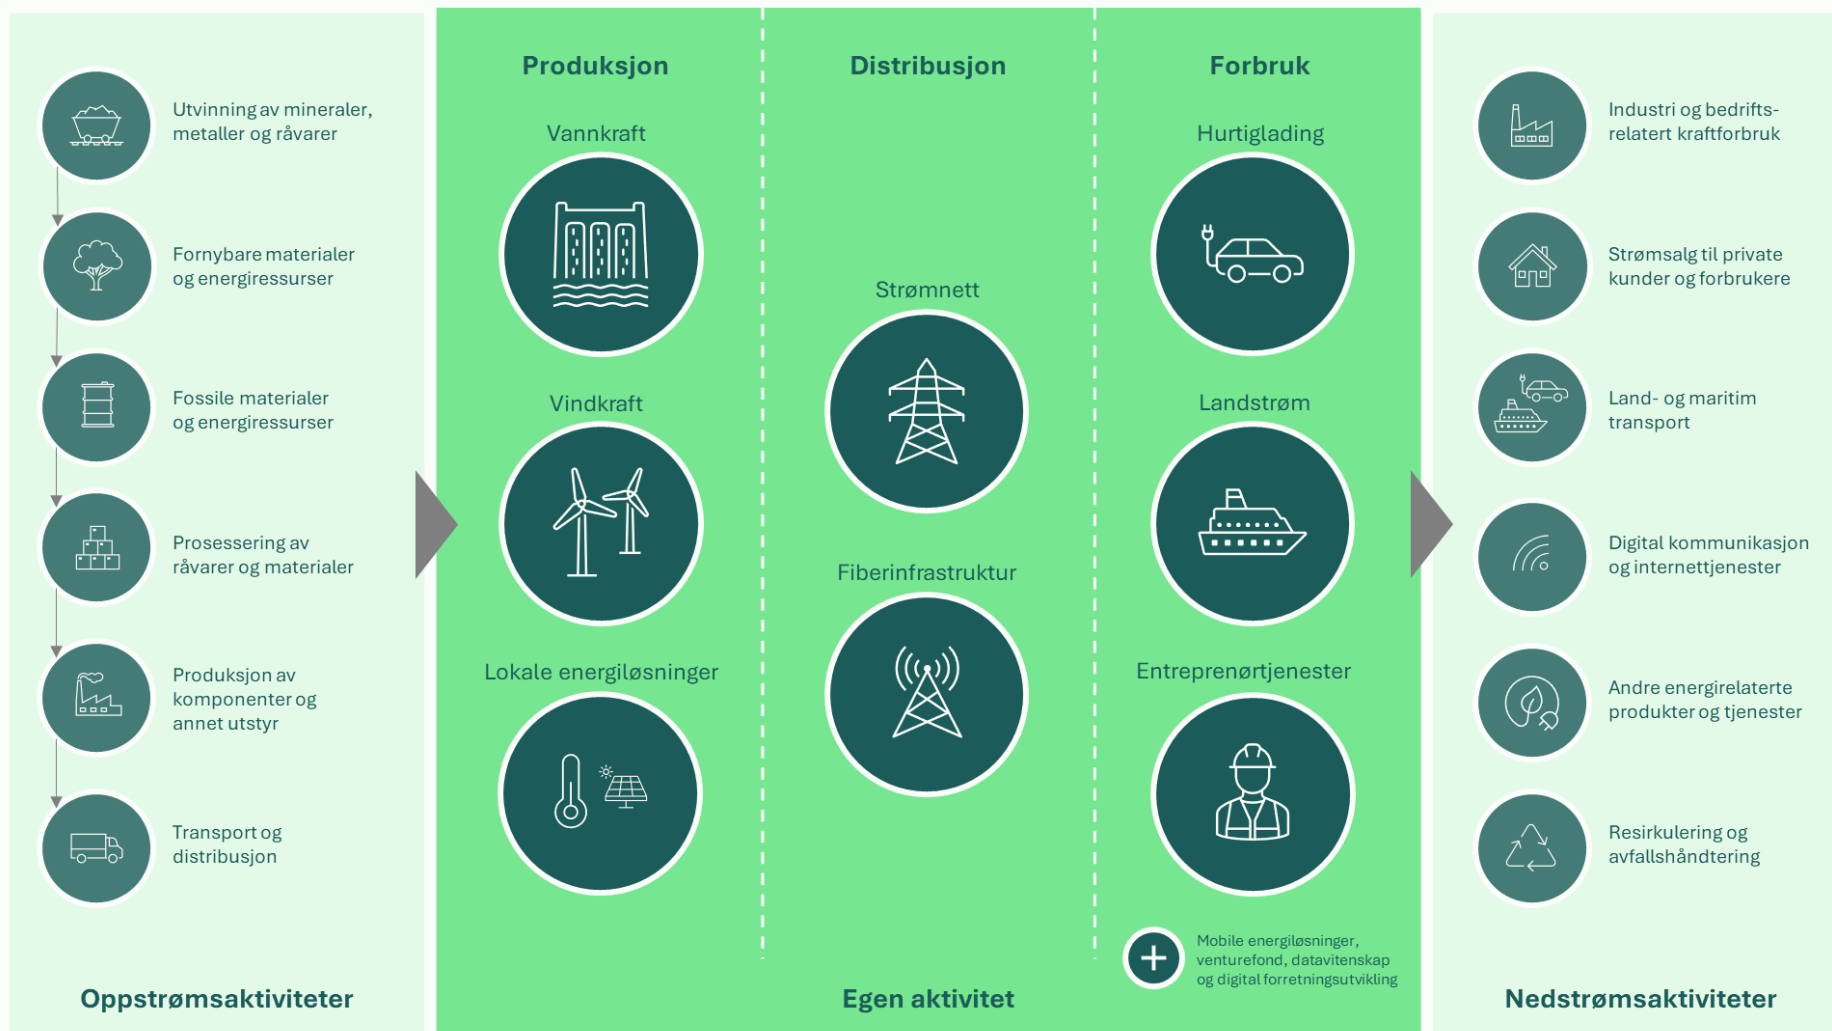 Utvinning av mineraler,
metaller og råvarer
Fornybare materialer
og energiressurser
Fossile materialer
og energiressurser
Prosessering av
råvarer og materialer
Produksjon av
komponenter og
annet utstyr
Transport og
distribusjon
Oppstrømsaktiviteter
Produksjon
Vannkraft
Vindkraft
Lokale energiløsninger
Distribusjon
Strømnett
Fiberinfrastruktur
Forbruk
Hurtiglading
Landstrøm
Entreprenørtjenester
Mobile energiløsninger,
venturefond, datavitenskap
og digital forretningsutvikling
Egen aktivitet
Industri og bedrifts-
relatert kraftforbruk
Strømsalg til private
kunder og forbrukere
Land- og maritim
transport
Digital kommunikasjon
og internettjenester
Andre energirelaterte
produkter og tjenester
Resirkulering og
avfallshåndtering
Nedstrømsaktiviteter